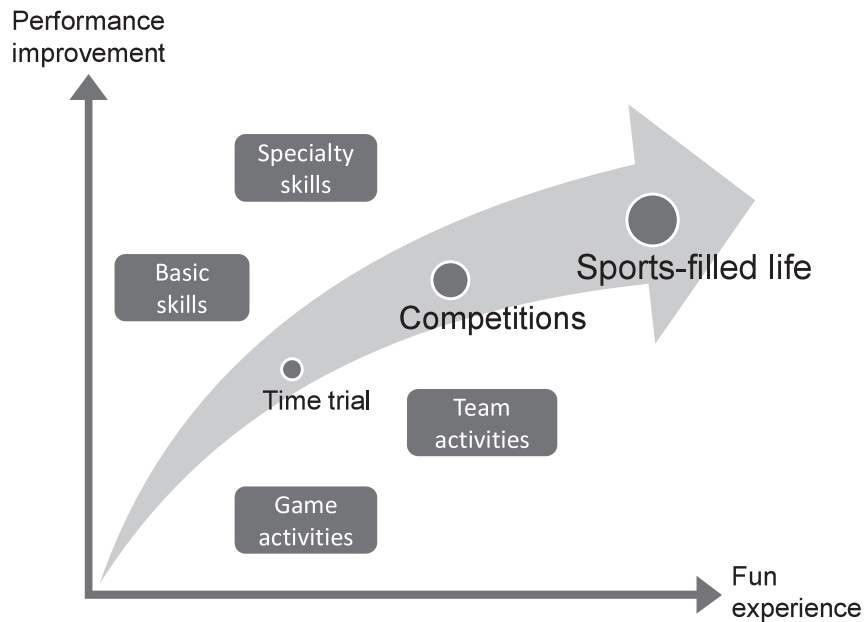 Performance
improvement
Specialty
skills
Basic
skills
Sports-filled life
Competitions
Time trial
Team
activities
Game
activities
Fun
experience